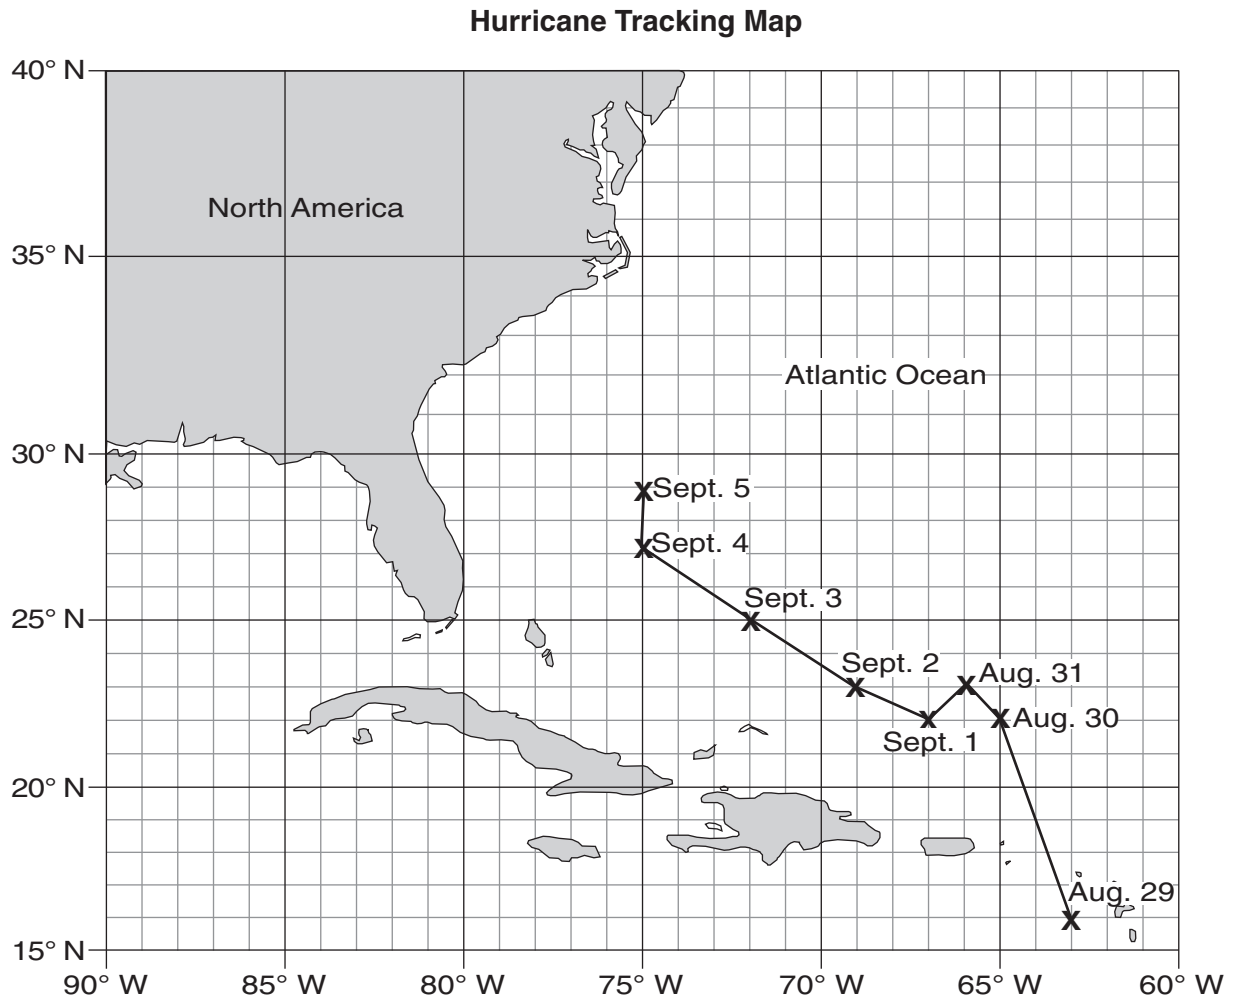 Hurricane Tracking Map
40° N
North America
35° N
Atlantic Ocean
30° N
Sept. 5
Sept. 4
Sept. 3
25° N
Sept. 2
Aug. 31
Aug. 30
Sept. 1
20° N
Aug. 29
15° N
90° W
85° W
80° W
75° W
70° W
65° W
60° W